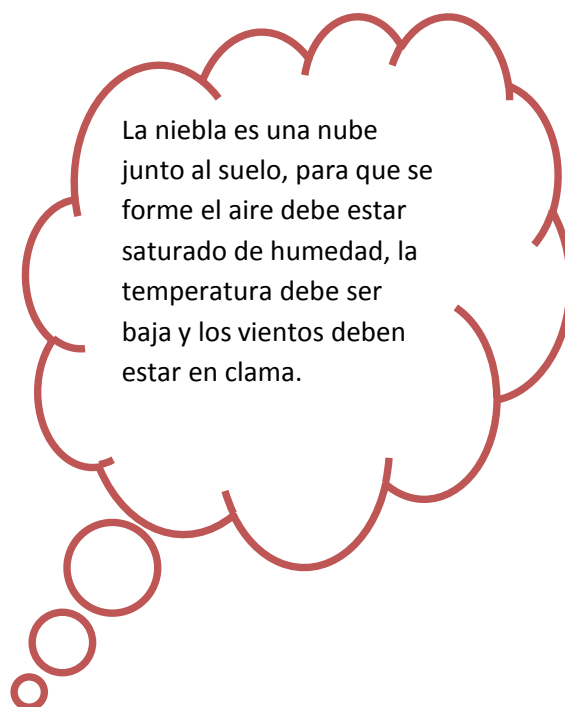 La niebla es una nube
junto al suelo, para que se
forme el aire debe estar
saturado de humedad, la
temperatura debe ser
baja y los vientos deben
estar en clama.